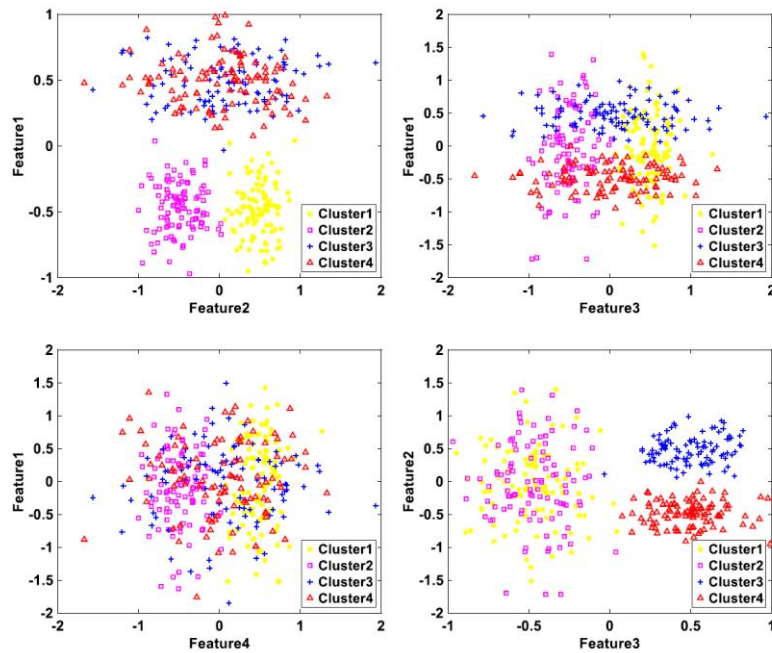 1
0.5
0
-0.5
-1
-2 -1 0 1 2
Feature1
Feature2
Cluster1
Cluster2
Cluster3
Cluster4
2
1.5
1
0.5
0
-0.5
-1
-1.5
-2
-2 -1 0 1 2
Feature1
Feature3
Cluster1
Cluster2
Cluster3
Cluster4
2
1.5
1
0.5
0
-0.5
-1
-1.5
-2
-2 -1 0 1 2
Feature1
Feature4
Cluster1
Cluster2
Cluster3
Cluster4
2
1.5
1
0.5
0
-0.5
-1
-1.5
-2
-1 -0.5 0 0.5 1
Feature2
Feature3
Cluster1
Cluster2
Cluster3
Cluster4